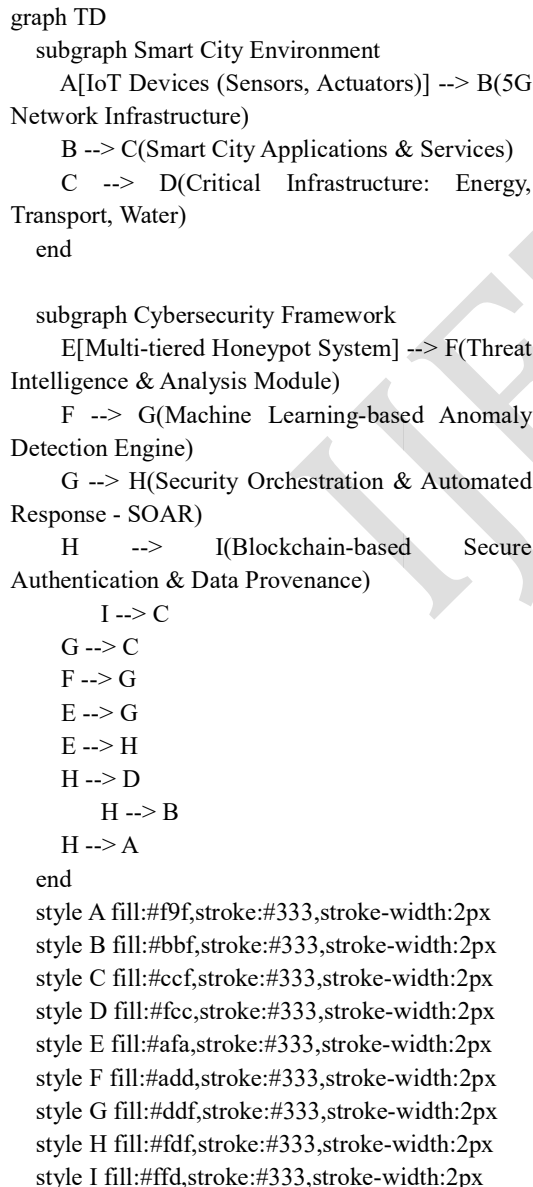 graph TD
subgraph Smart City Environment
A[IoT Devices (Sensors, Actuators)] --> B(5G
Network Infrastructure)
B --> C(Smart City Applications & Services)
C --> D(Critical Infrastructure: Energy,
Transport, Water)
end
subgraph Cybersecurity Framework
E[Multi-tiered Honeypot System] --> F(Threat
Intelligence & Analysis Module)
F --> G(Machine Learning-based Anomaly
Detection Engine)
G --> H(Security Orchestration & Automated
Response - SOAR)
H --> I(Blockchain-based Secure
Authentication & Data Provenance)
I --> C
G --> C
F --> G
E --> G
E --> H
H --> D
H --> B
H --> A
end
style A fill:#f9f,stroke:#333,stroke-width:2px
style B fill:#bbf,stroke:#333,stroke-width:2px
style C fill:#ccf,stroke:#333,stroke-width:2px
style D fill:#fcc,stroke:#333,stroke-width:2px
style E fill:#afa,stroke:#333,stroke-width:2px
style F fill:#add,stroke:#333,stroke-width:2px
style G fill:#ddf,stroke:#333,stroke-width:2px
style H fill:#fdf,stroke:#333,stroke-width:2px
style I fill:#ffd,stroke:#333,stroke-width:2px